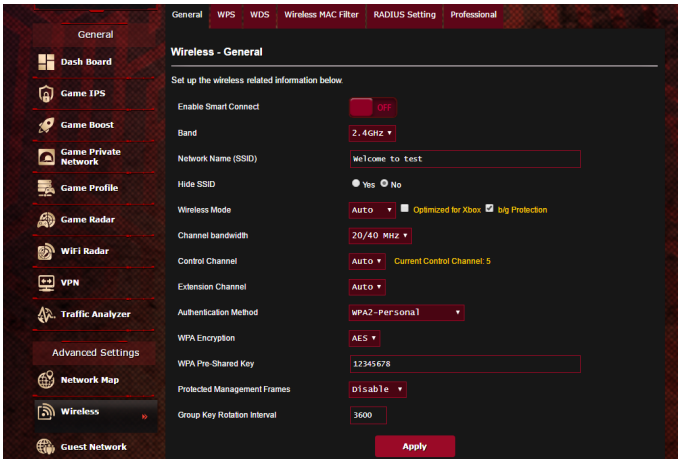 General WPS WDS Wireless MAC Filter RADIUS Setting Professional
General
Dash Board
Game IPS
Game Boost
Game Private
Network
Game Profile
Game Radar
WiFi Radar
VPN
Traffic Analyzer
Advanced Settings
Network Map
Wireless
Guest Network
Wireless - General
Set up the wireless related information below.
Enable Smart Connect OFF
Band 2.4GHz
Network Name (SSID) Welcome to test
Hide SSID Yes No
Wireless Mode Auto Optimized for Xbox b/g Protection
Channel bandwidth 20/40 MHz
Control Channel Auto Current Control Channel: 5
Extension Channel Auto
Authentication Method WPA2-Personal
WPA Encryption AES
WPA Pre-Shared Key 12345678
Protected Management Frames Disable
Group Key Rotation Interval 3600
Apply